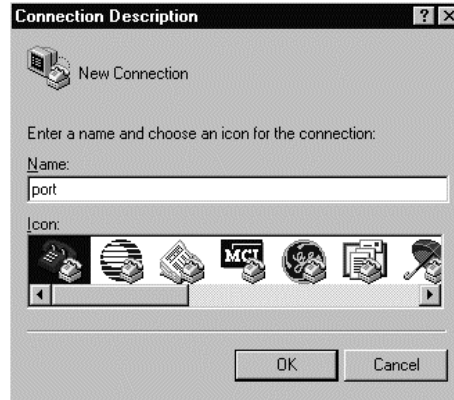 Connection Description
New Connection
Enter a name and choose an icon for the connection:
Name:
port
Icon:
MCI
OK
Cancel